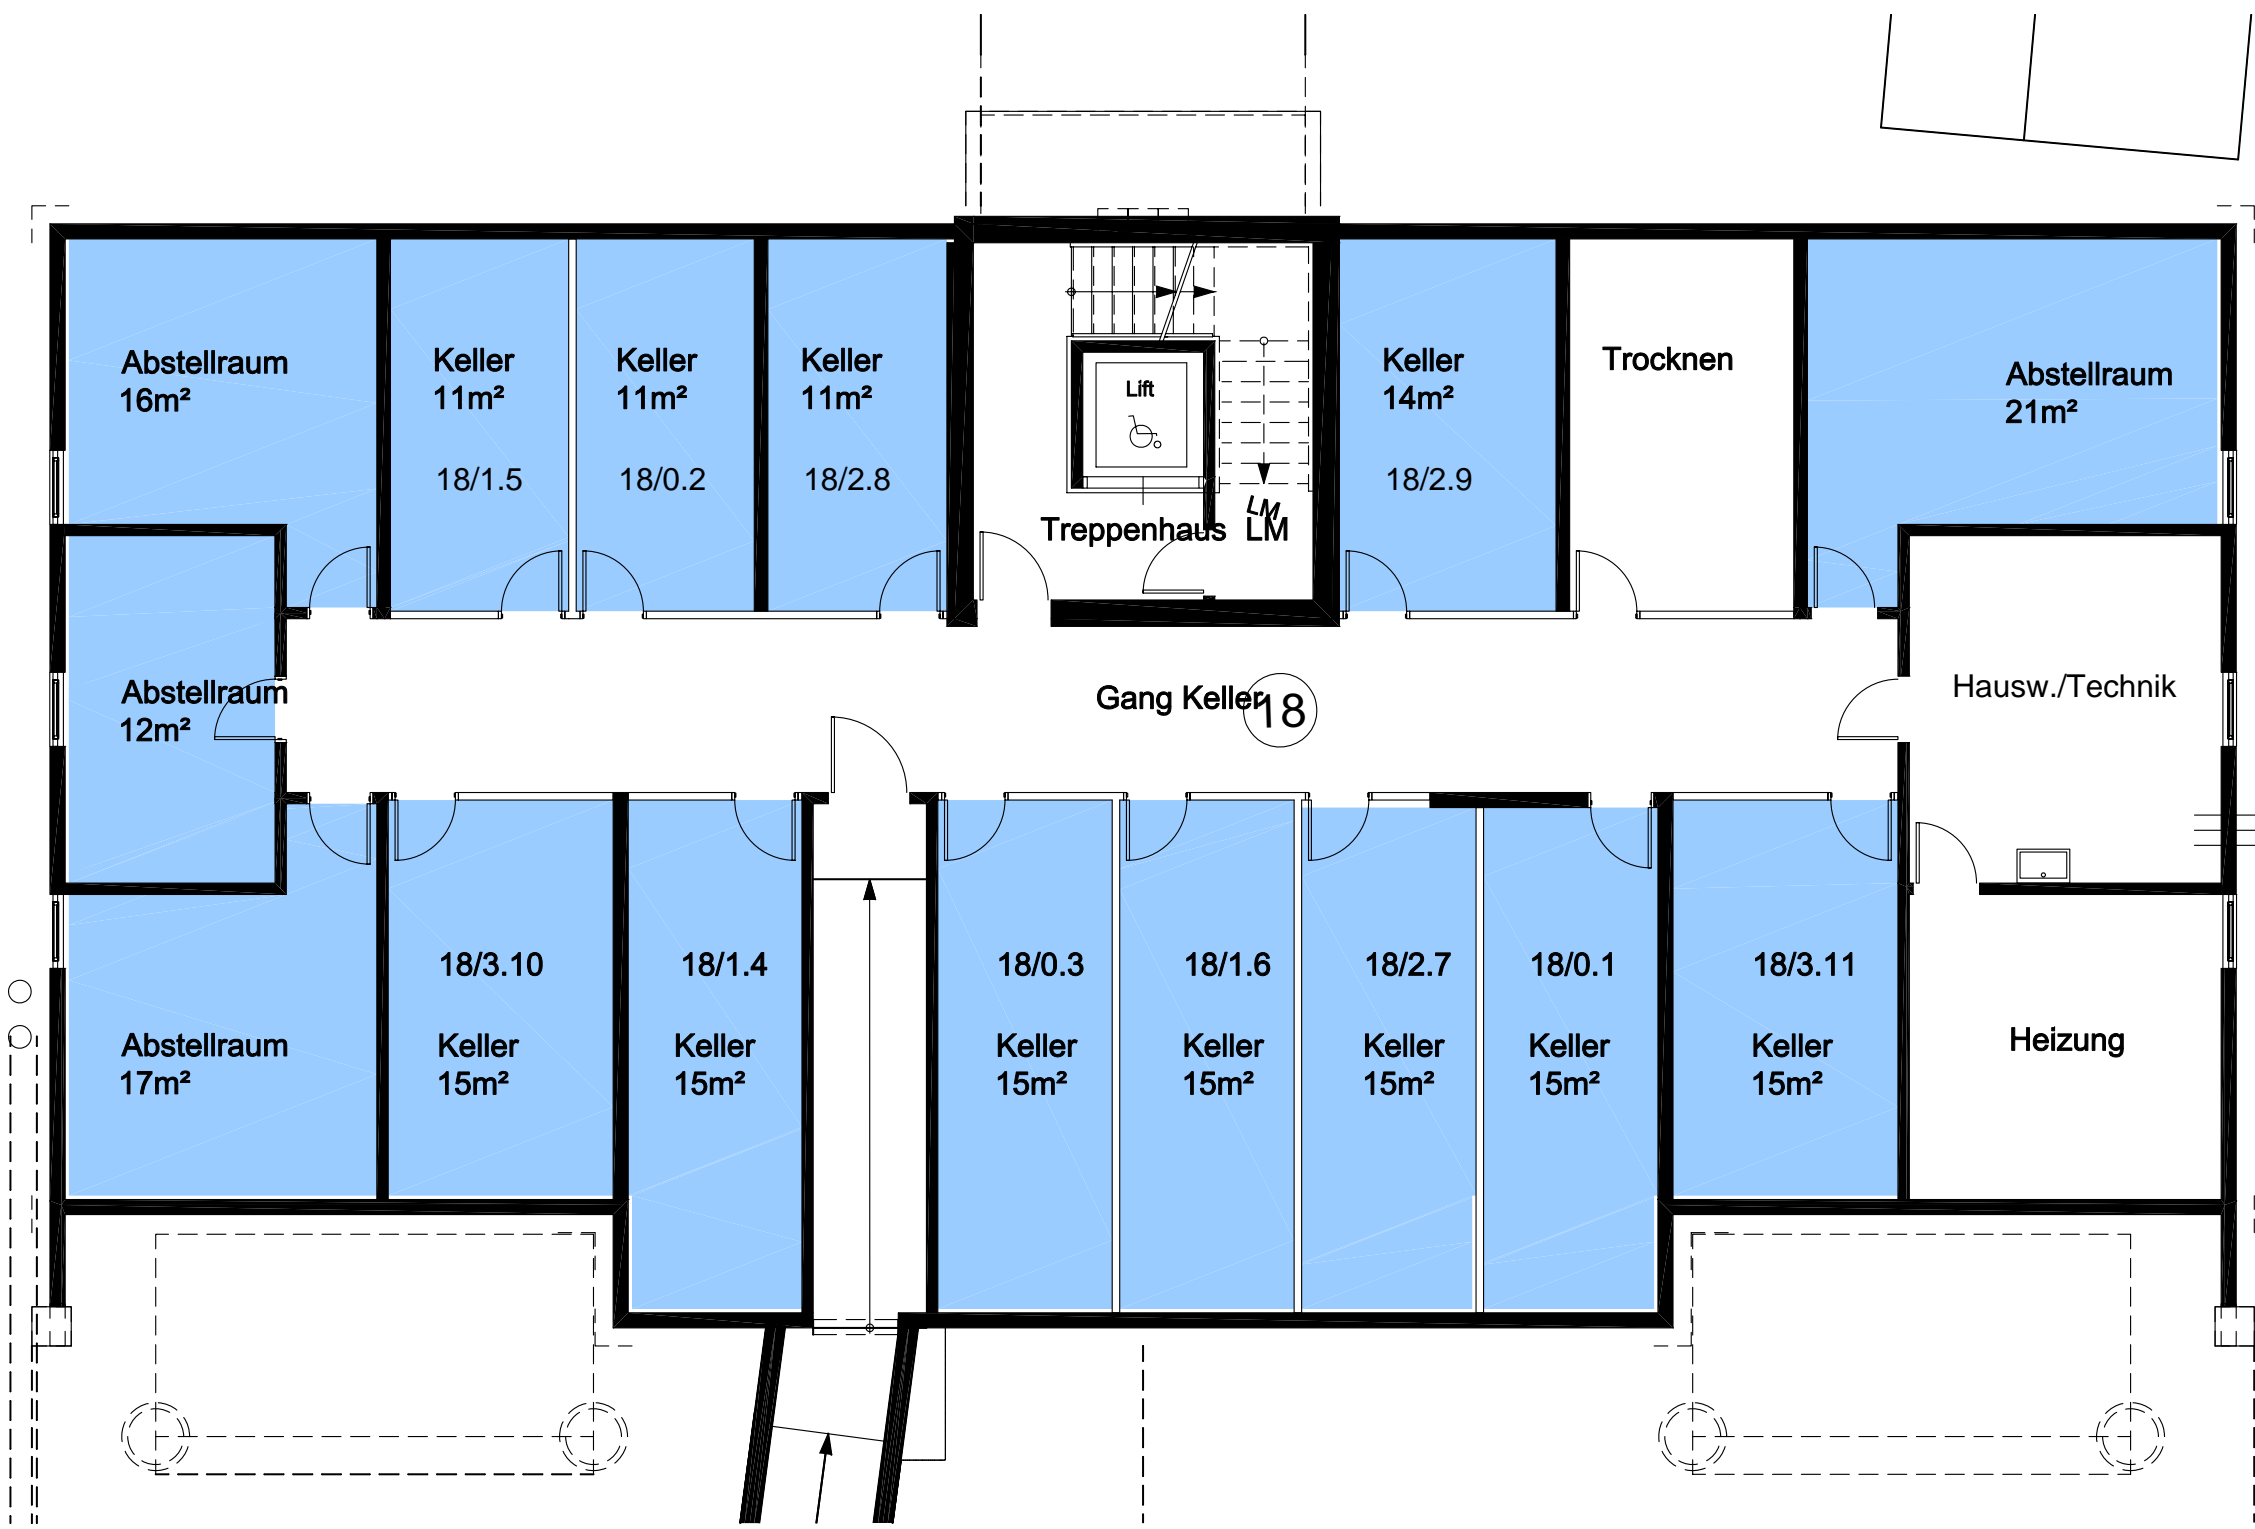 Abstellraum
16m²
Keller
11m²
18/1.5
Keller
11m²
18/0.2
Keller
11m²
18/2.8
Lift
LM
Treppenhaus LM
Keller
14m²
18/2.9
Trocknen
Abstellraum
21m²
Abstellraum
12m²
Gang Keller
18
Hausw./Technik
Abstellraum
17m²
18/3.10
Keller
15m²
18/1.4
Keller
15m²
18/0.3
Keller
15m²
18/1.6
Keller
15m²
18/2.7
Keller
15m²
18/0.1
Keller
15m²
18/3.11
Keller
15m²
Heizung